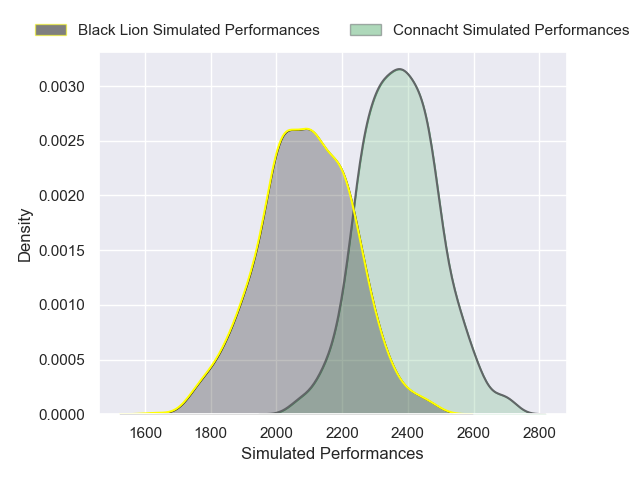 Black Lion Simulated Performances Connacht Simulated Performances
0.0030
0.0025
0.0020
0.0015
0.0010
0.0005
0.0000
Density
1600 1800 2000 2200 2400 2600 2800
Simulated Performances